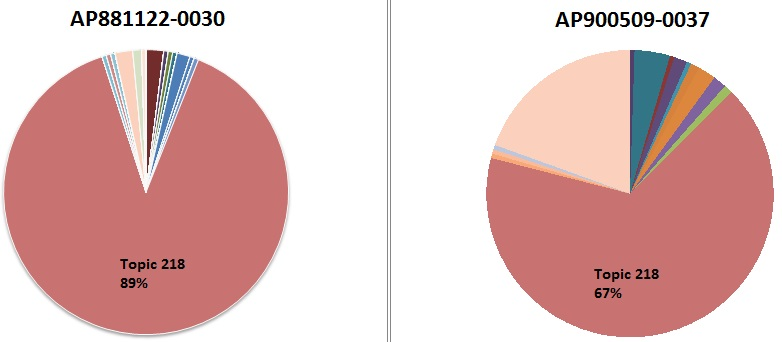 AP881122-0030
Topic 218
89%
AP900509-0037
Topic 218
67%